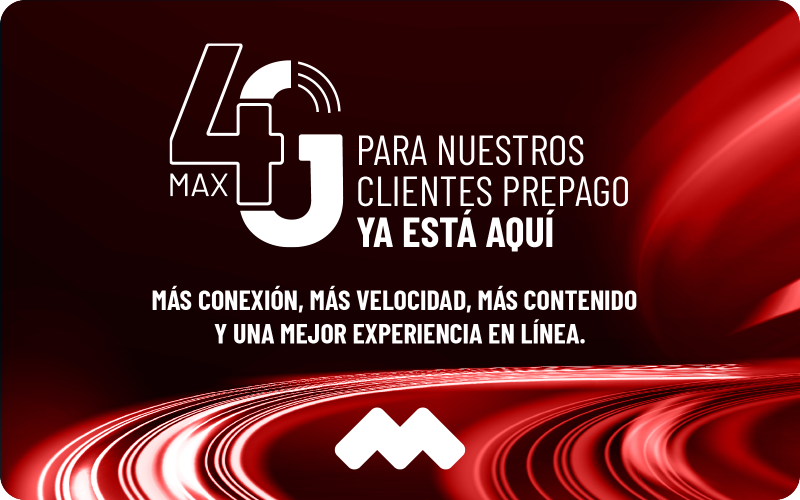 4G
MAX
PARA NUESTROS
CLIENTES PREPAGO
YA ESTÁ AQUÍ
MÁS CONEXIÓN, MÁS VELOCIDAD, MÁS CONTENIDO
Y UNA MEJOR EXPERIENCIA EN LÍNEA.